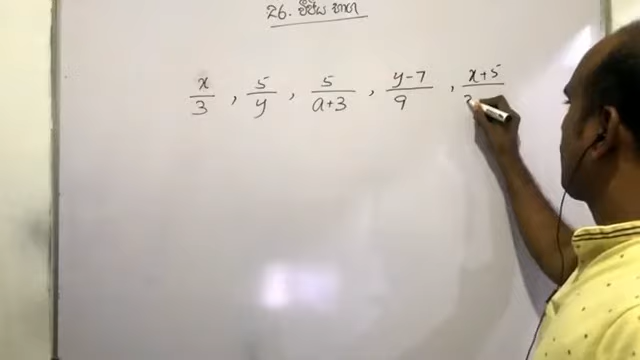 26. වීජීය භාග
x/3 , 5/y , 5/(a+3) , (y-7)/9 , (x+5)/